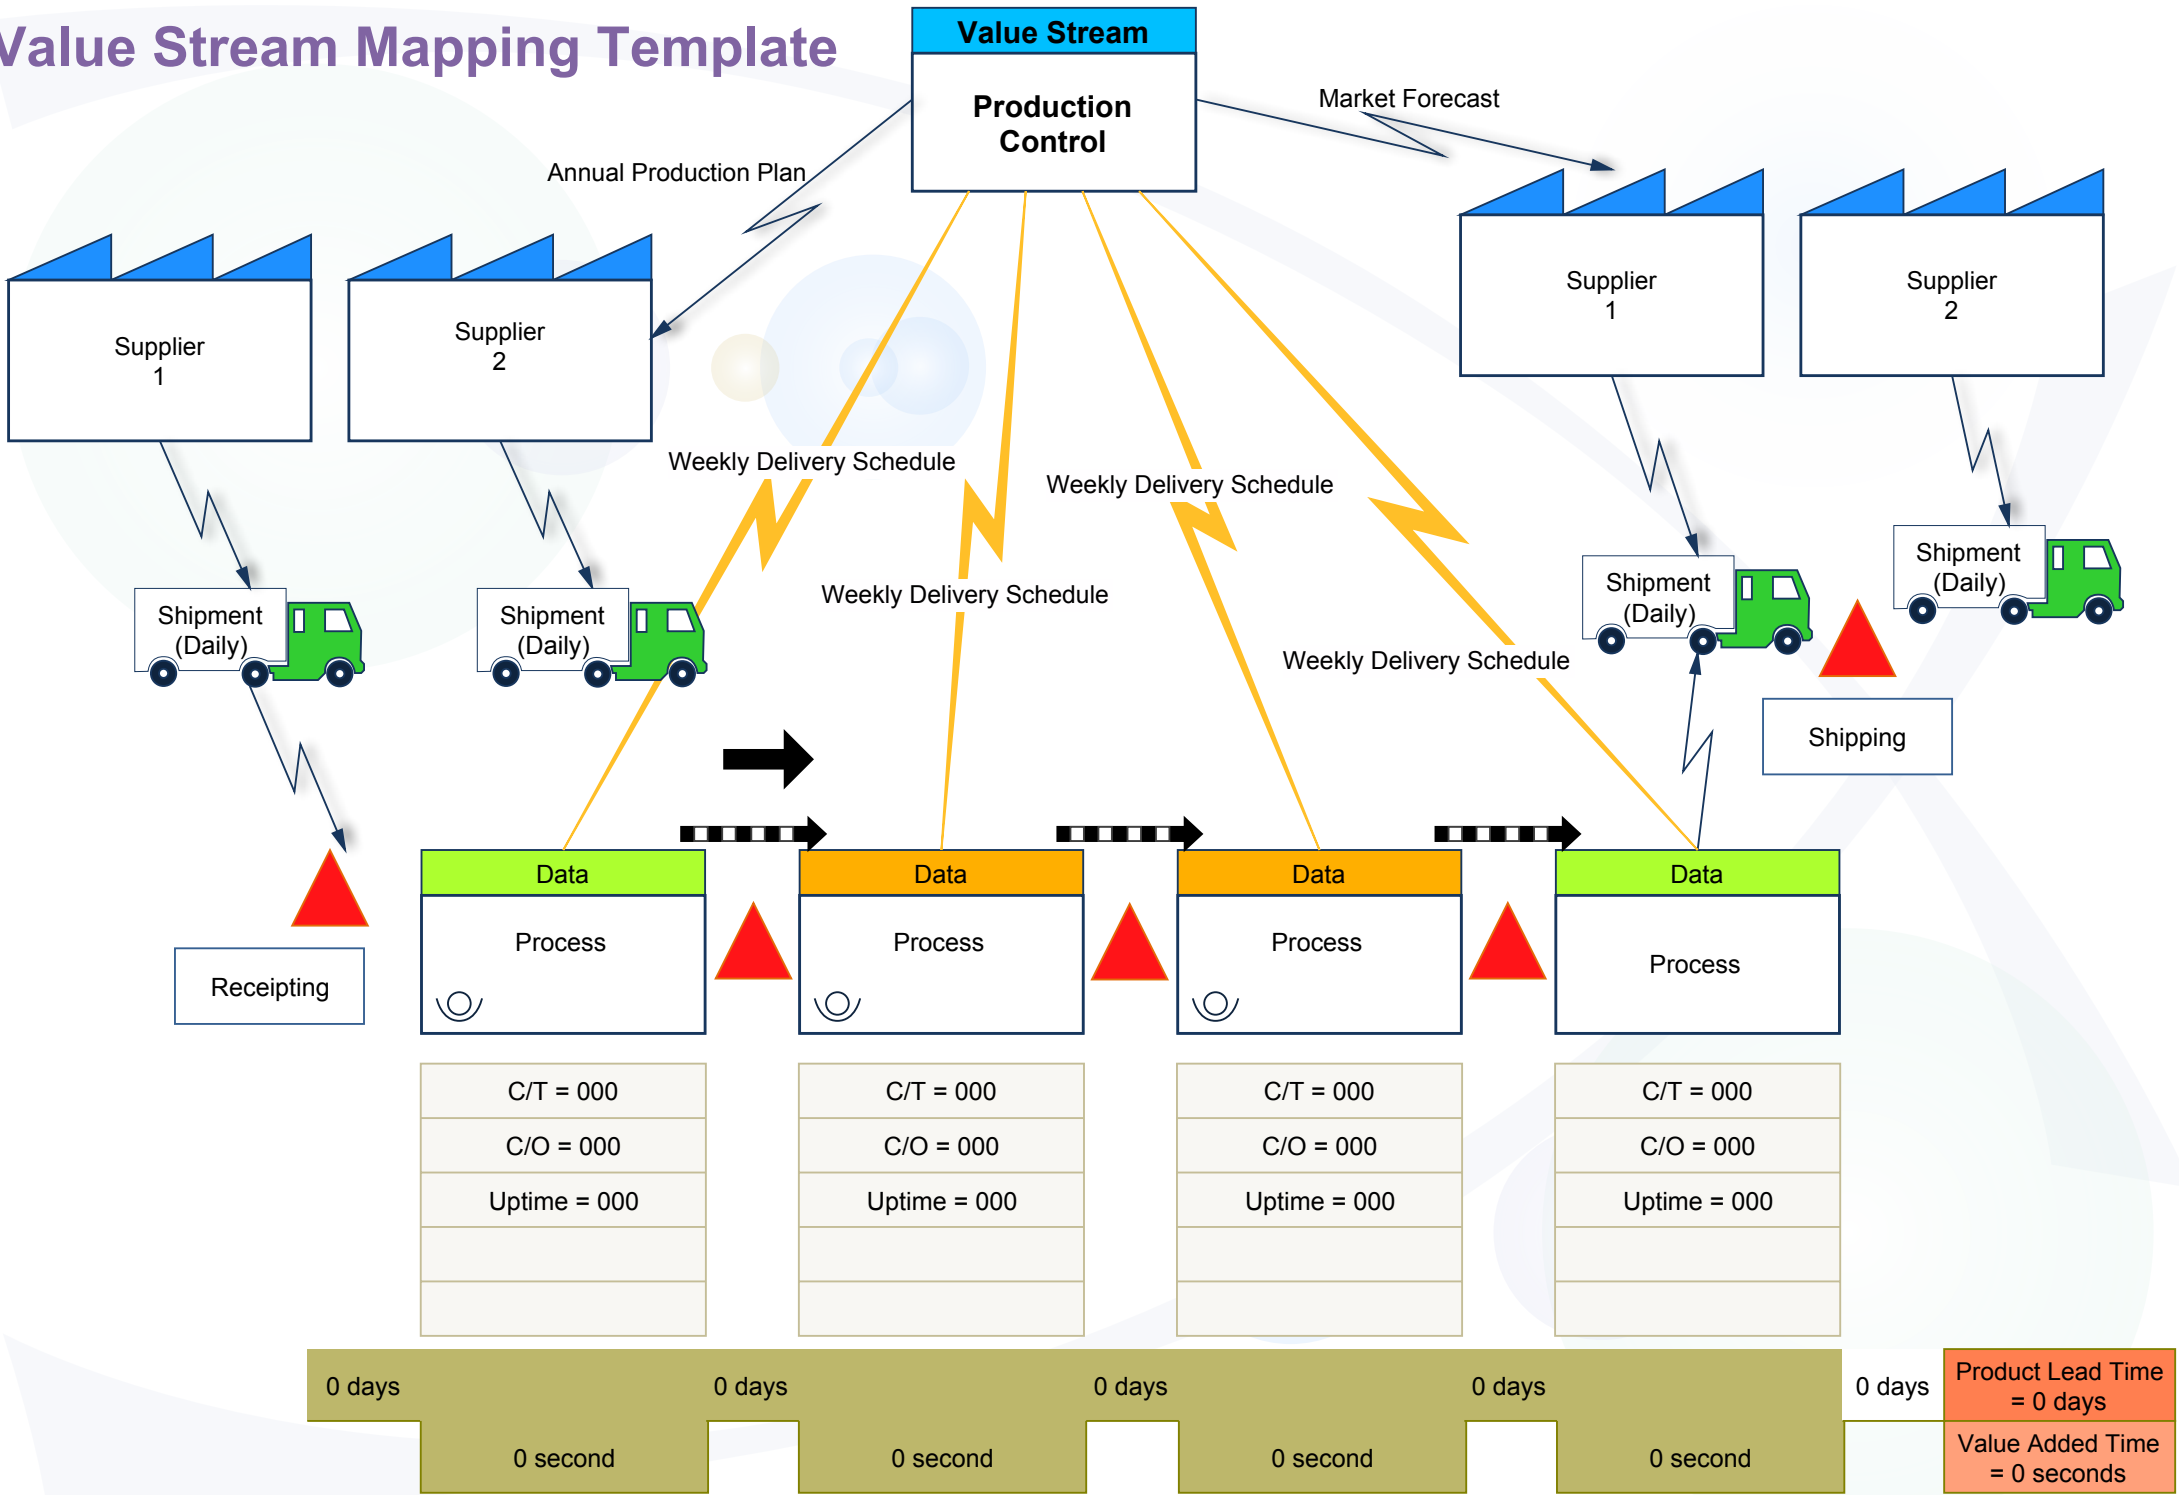 Value Stream Mapping Template
Value Stream
Production
Control
Market Forecast
Annual Production Plan
Supplier
1
Supplier
2
Supplier
1
Supplier
2
Weekly Delivery Schedule
Weekly Delivery Schedule
Weekly Delivery Schedule
Weekly Delivery Schedule
Shipment
(Daily)
Shipment
(Daily)
Shipment
(Daily)
Shipment
(Daily)
Shipping
Receipting
Data
Process
Data
Process
Data
Process
Data
Process
C/T = 000
C/O = 000
Uptime = 000
C/T = 000
C/O = 000
Uptime = 000
C/T = 000
C/O = 000
Uptime = 000
C/T = 000
C/O = 000
Uptime = 000
0 days
0 days
0 days
0 days
0 days
0 second
0 second
0 second
0 second
Product Lead Time
= 0 days
Value Added Time
= 0 seconds